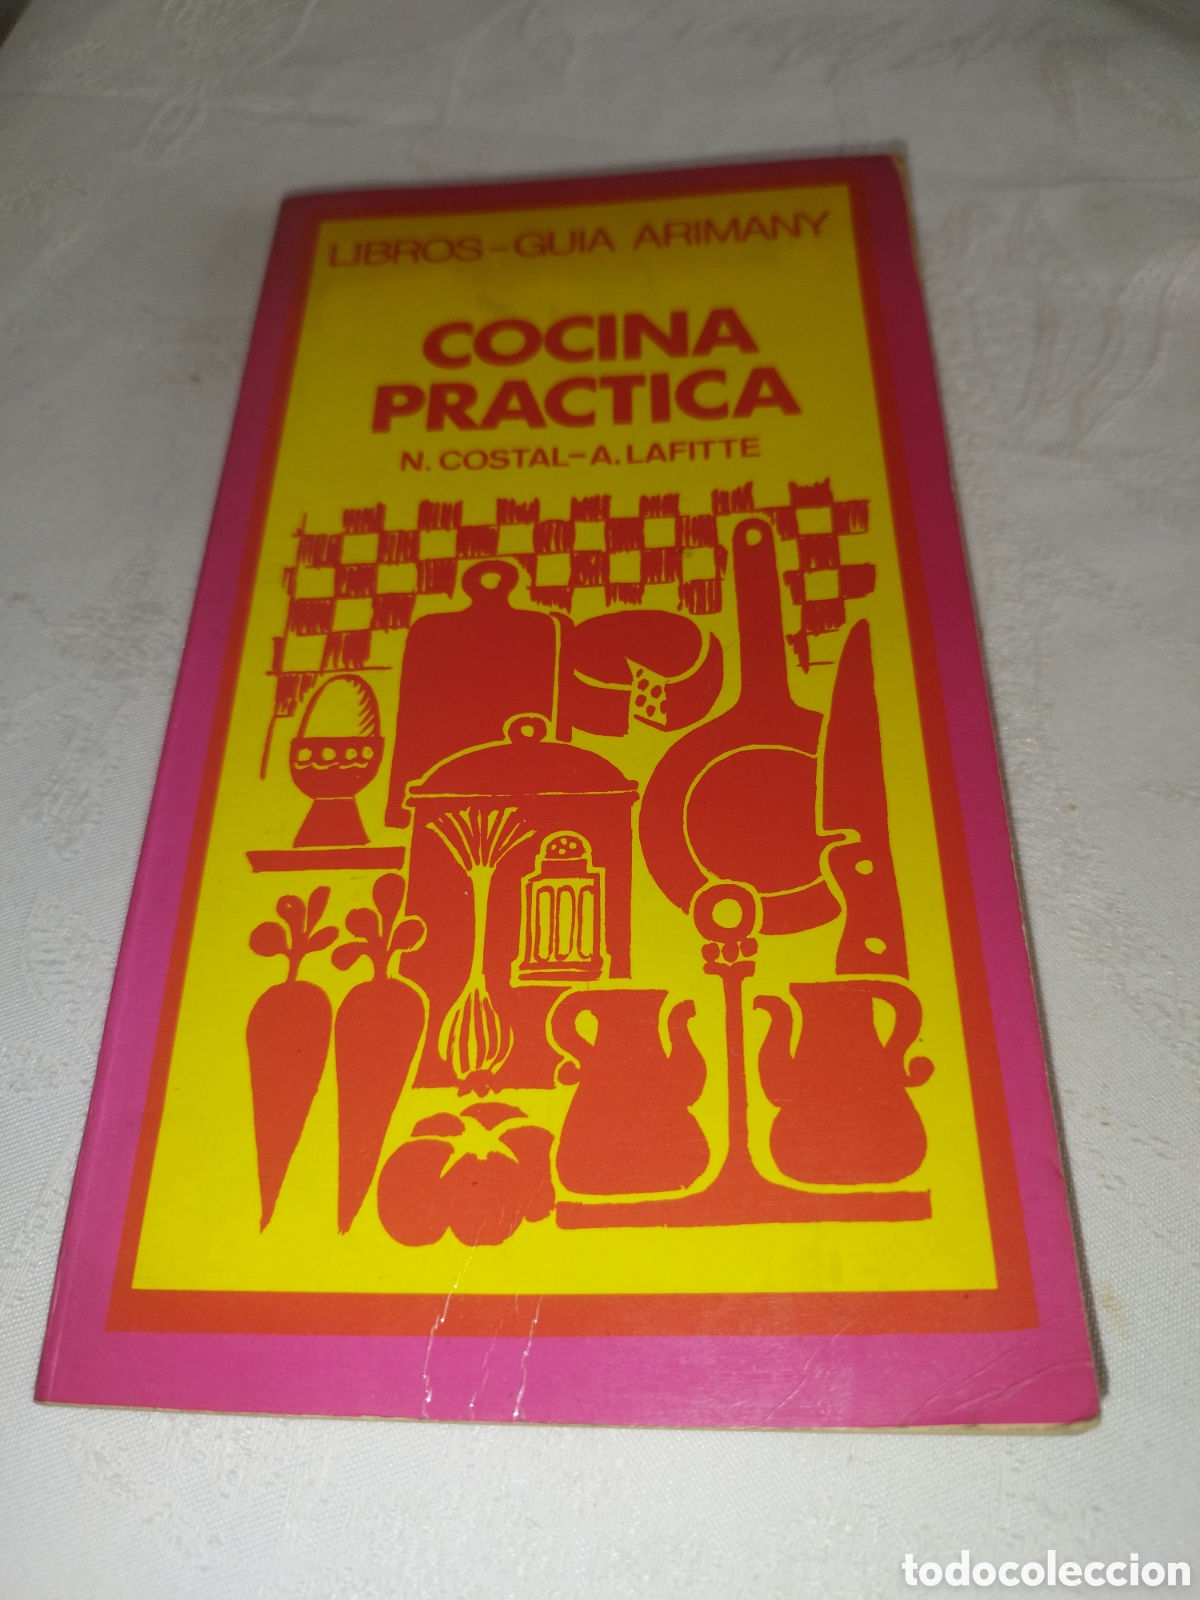 LIBROS-GUIA ARIMANY
COCINA
PRACTICA
N. COSTAL-A. LAFITTE
todocoleccion